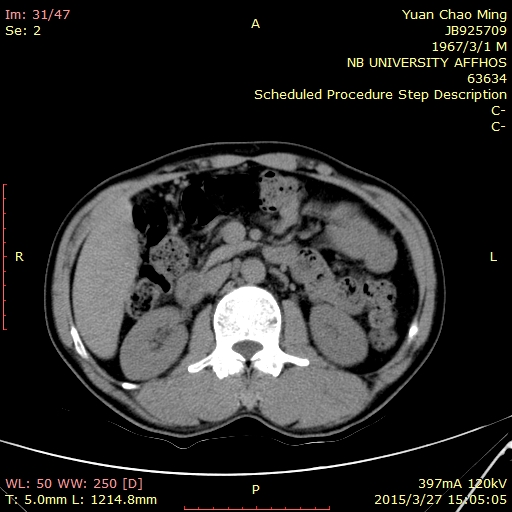 Im: 31/47
Se: 2
A
Yuan Chao Ming
JB925709
1967/3/1 M
NB UNIVERSITY AFFHOS
63634
Scheduled Procedure Step Description
C-
C-
R
L
WL: 50 WW: 250 [D]
T: 5.0mm L: 1214.8mm
P
397mA 120kV
2015/3/27 15:05:05